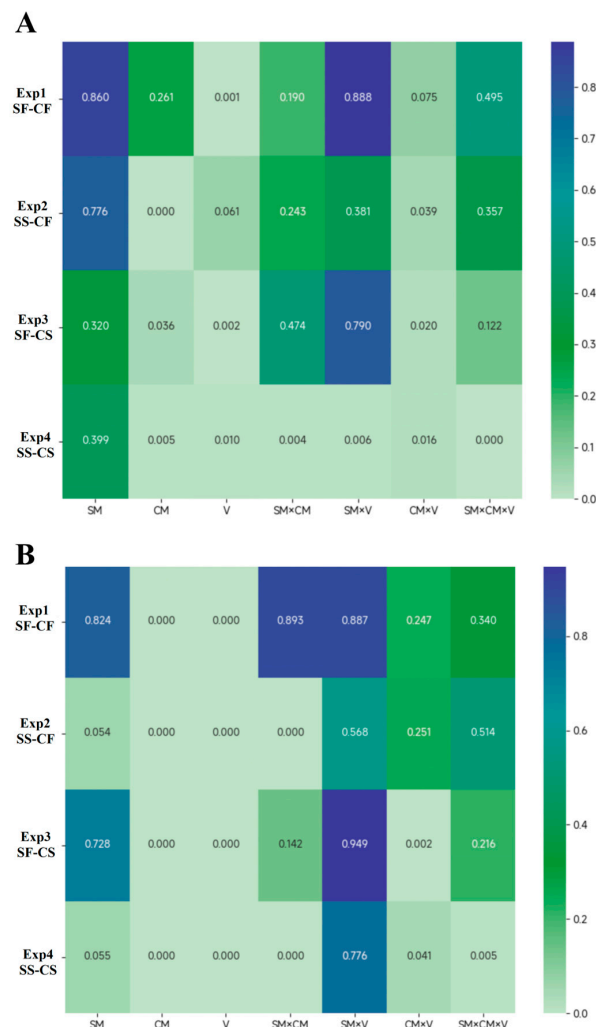 A
Exp1
SF-CF
0.860 0.261 0.001 0.190 0.888 0.075 0.495
Exp2
SS-CF
0.776 0.000 0.061 0.243 0.381 0.039 0.357
Exp3
SF-CS
0.320 0.036 0.002 0.474 0.790 0.020 0.122
Exp4
SS-CS
0.399 0.005 0.010 0.004 0.006 0.016 0.000
SM CM V SM×CM SM×V CM×V SM×CM×V
0.8
0.7
0.6
0.5
0.4
0.3
0.2
0.1
0.0
B
Exp1
SF-CF
0.824 0.000 0.000 0.893 0.887 0.247 0.340
Exp2
SS-CF
0.054 0.000 0.000 0.000 0.568 0.251 0.514
Exp3
SF-CS
0.728 0.000 0.000 0.142 0.949 0.002 0.216
Exp4
SS-CS
0.055 0.000 0.000 0.000 0.776 0.041 0.005
SM CM V SM×CM SM×V CM×V SM×CM×V
0.8
0.6
0.4
0.2
0.0